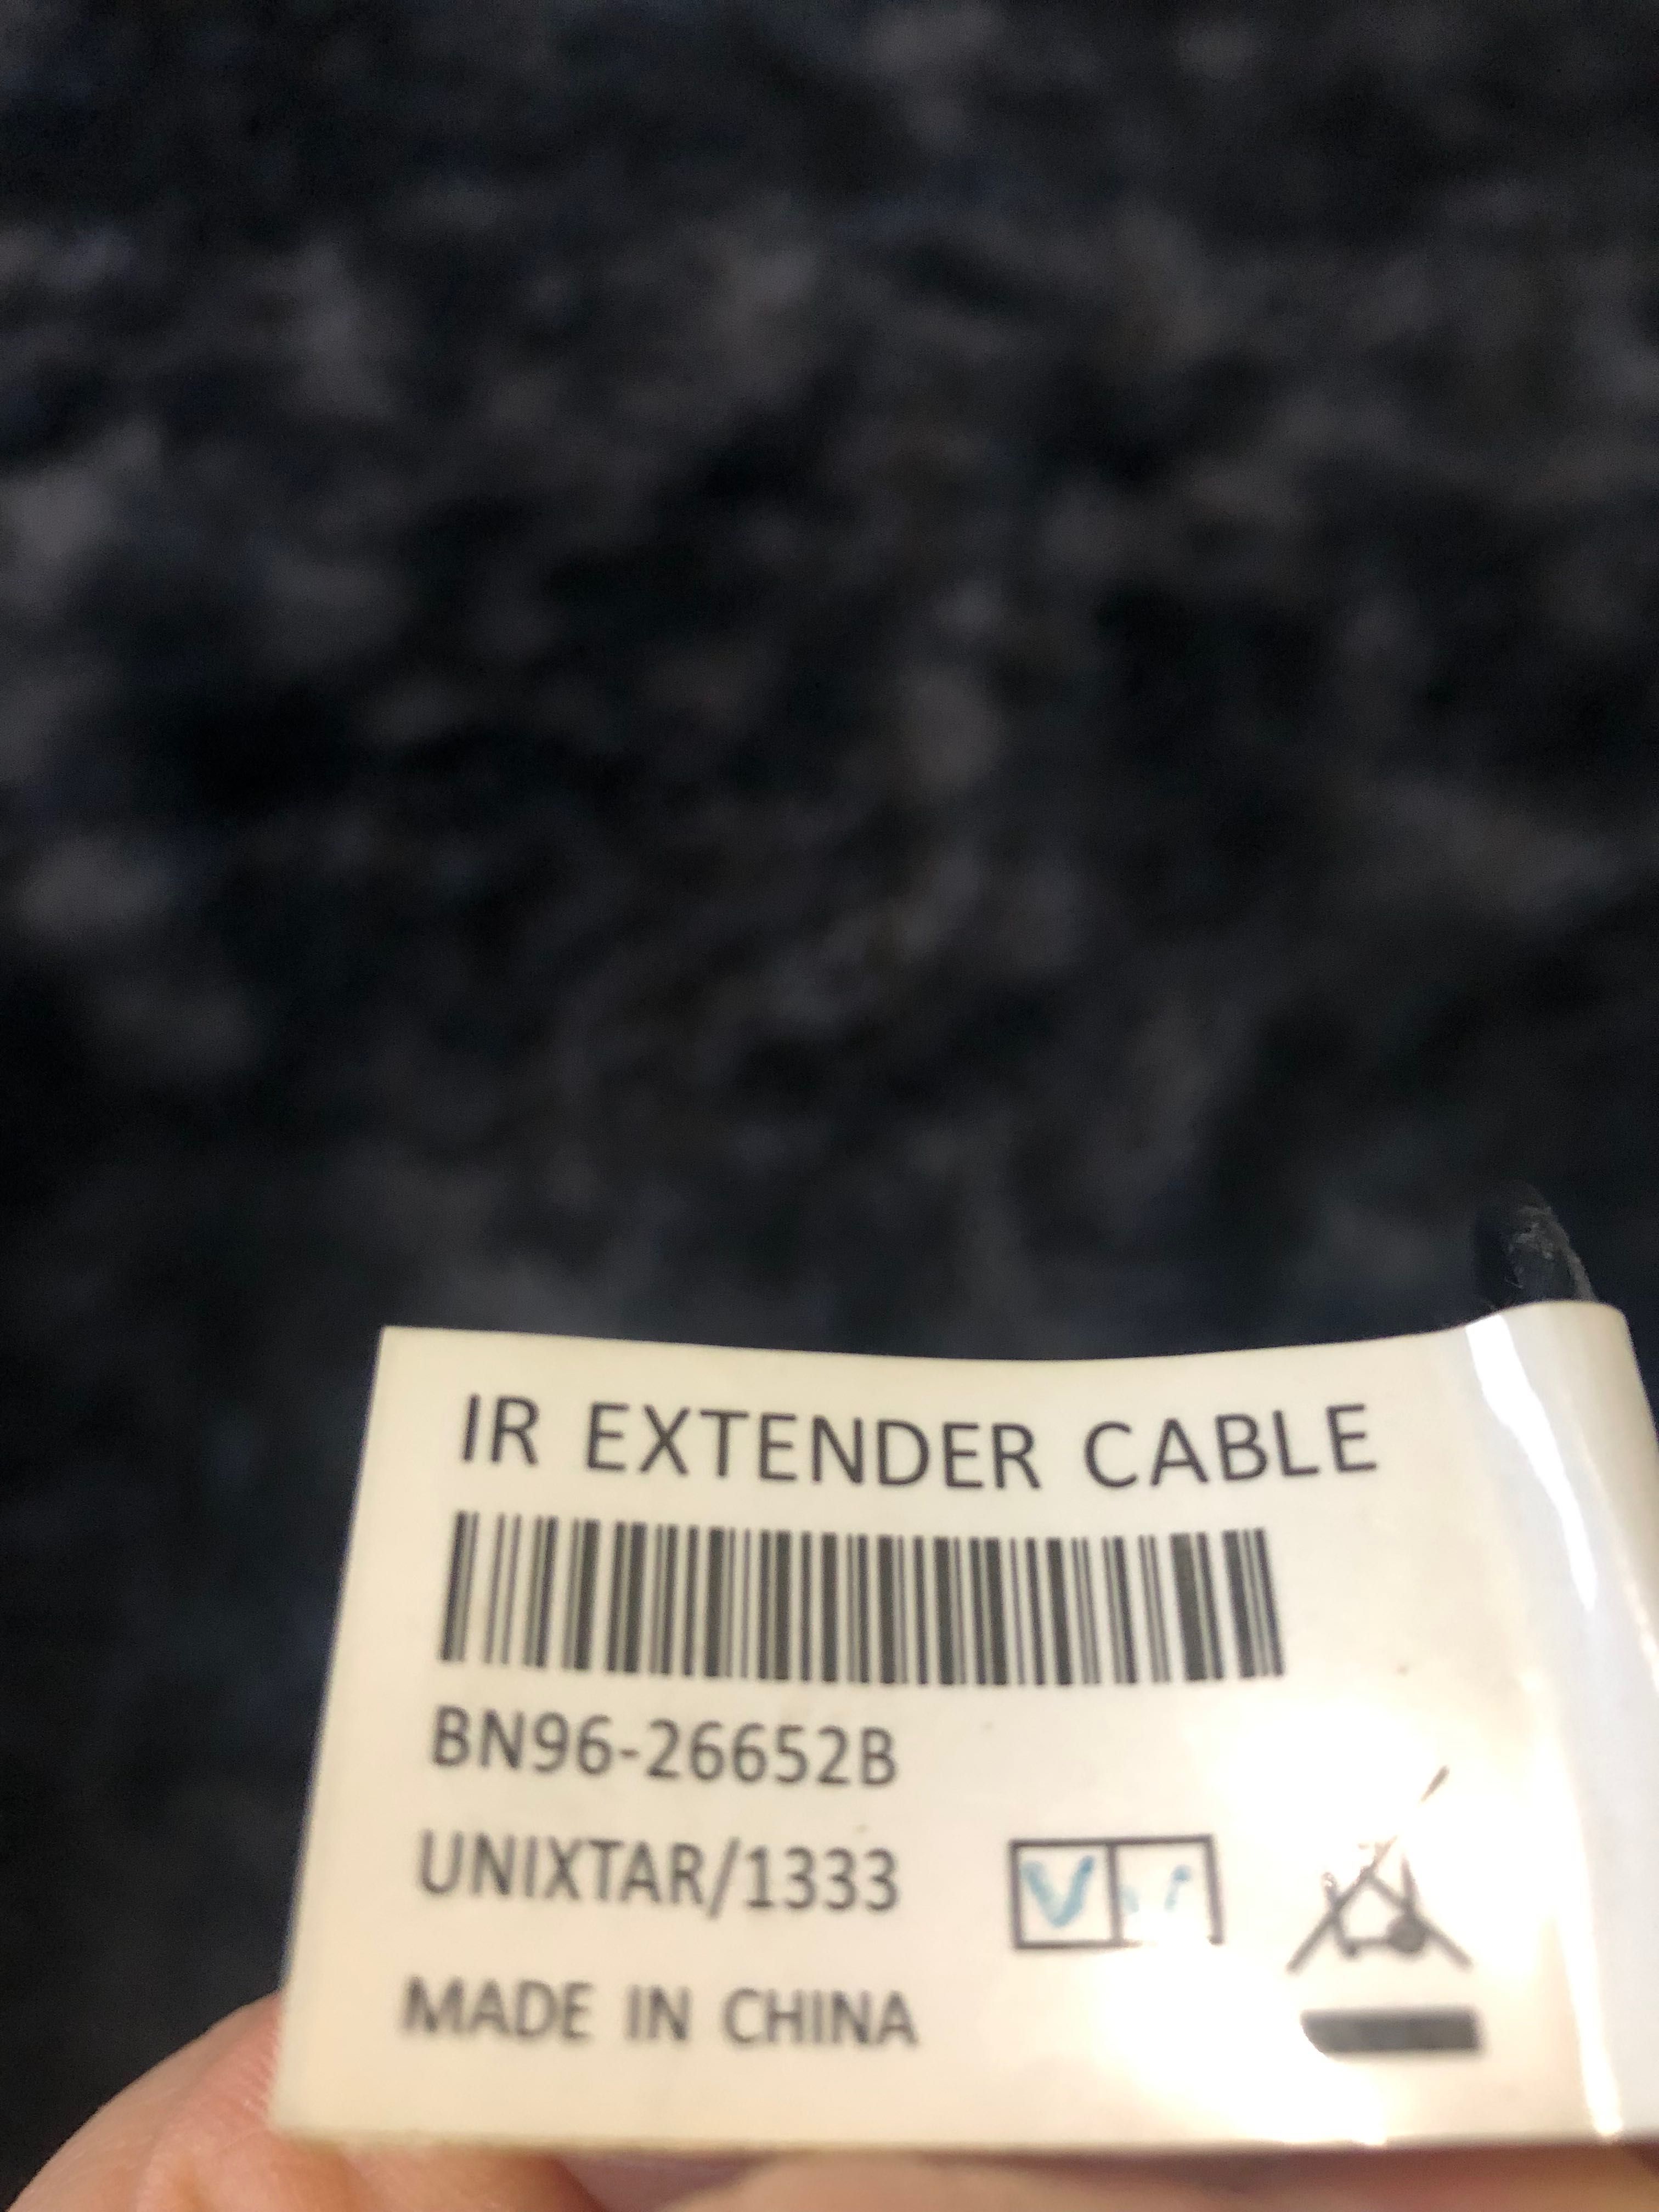 IR EXTENDER CABLE
BN96-26652B
UNIXTAR/1333
V
MADE IN CHINA